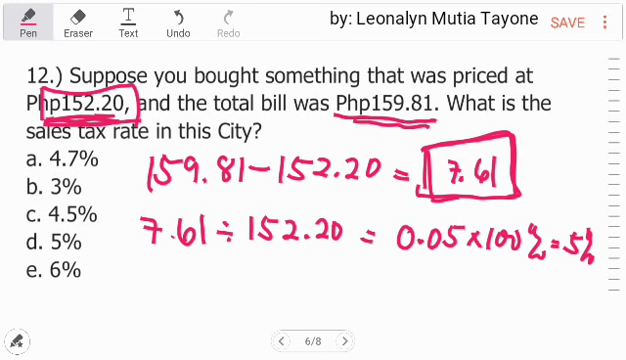 by: Leonalyn Mutia Tayone
Pen Eraser Text Undo Redo SAVE
12.) Suppose you bought something that was priced at
Php152.20, and the total bill was Php159.81. What is the
sales tax rate in this City?
a. 4.7%
159.81 - 152.20 = 7.61
b. 3%
c. 4.5%
7.61 ÷ 152.20 = 0.05 × 100% = 5%
d. 5%
e. 6%
6/8